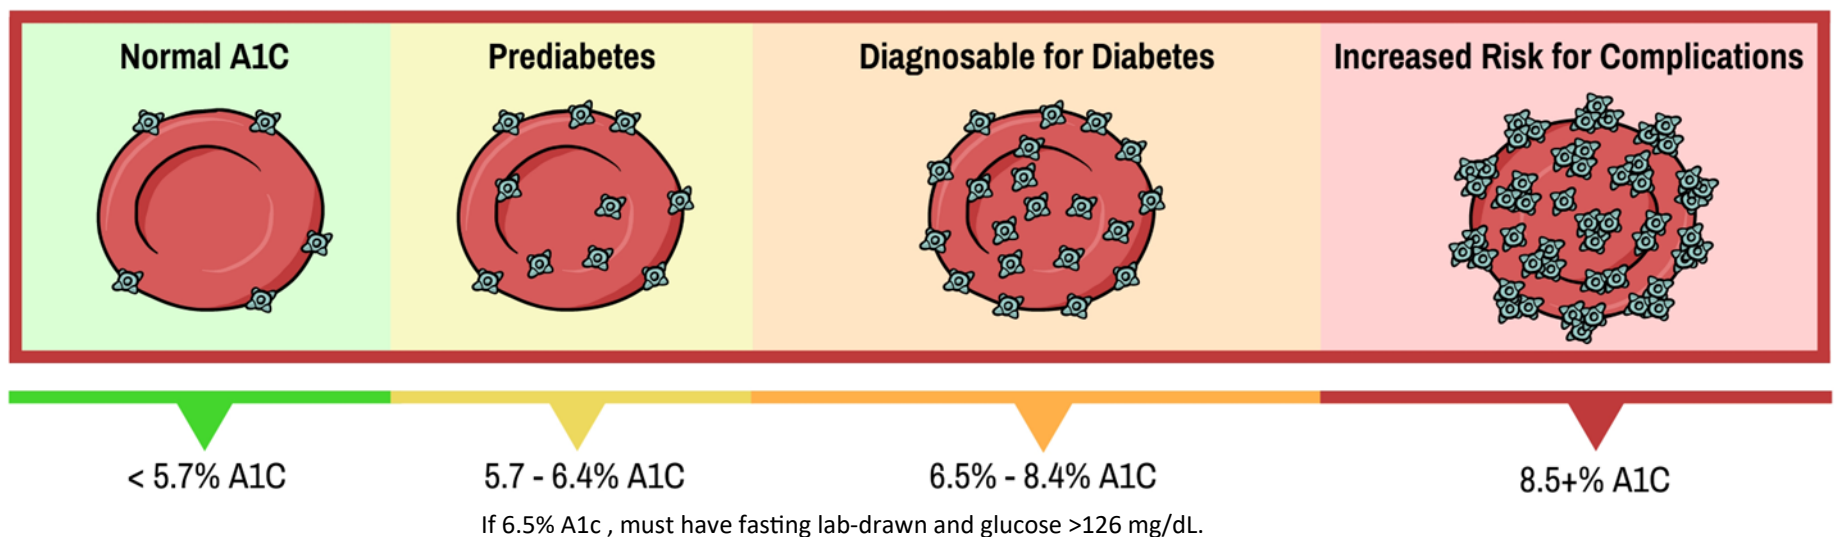 Normal A1C
Prediabetes
Diagnosable for Diabetes
Increased Risk for Complications
< 5.7% A1C
5.7 - 6.4% A1C
6.5% - 8.4% A1C
8.5+% A1C
If 6.5% A1c , must have fasting lab-drawn and glucose >126 mg/dL.